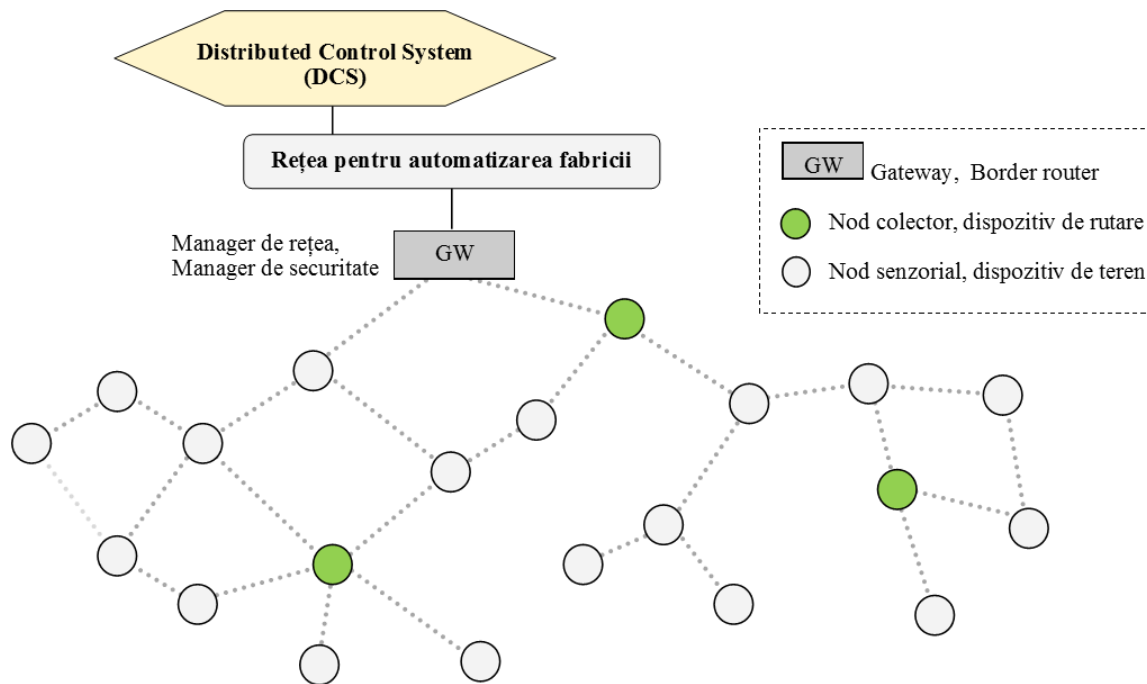 Distributed Control System
(DCS)
Rețea pentru automatizarea fabricii
Manager de rețea,
Manager de securitate
GW
GW Gateway, Border router
Nod colector, dispozitiv de rutare
Nod senzorial, dispozitiv de teren